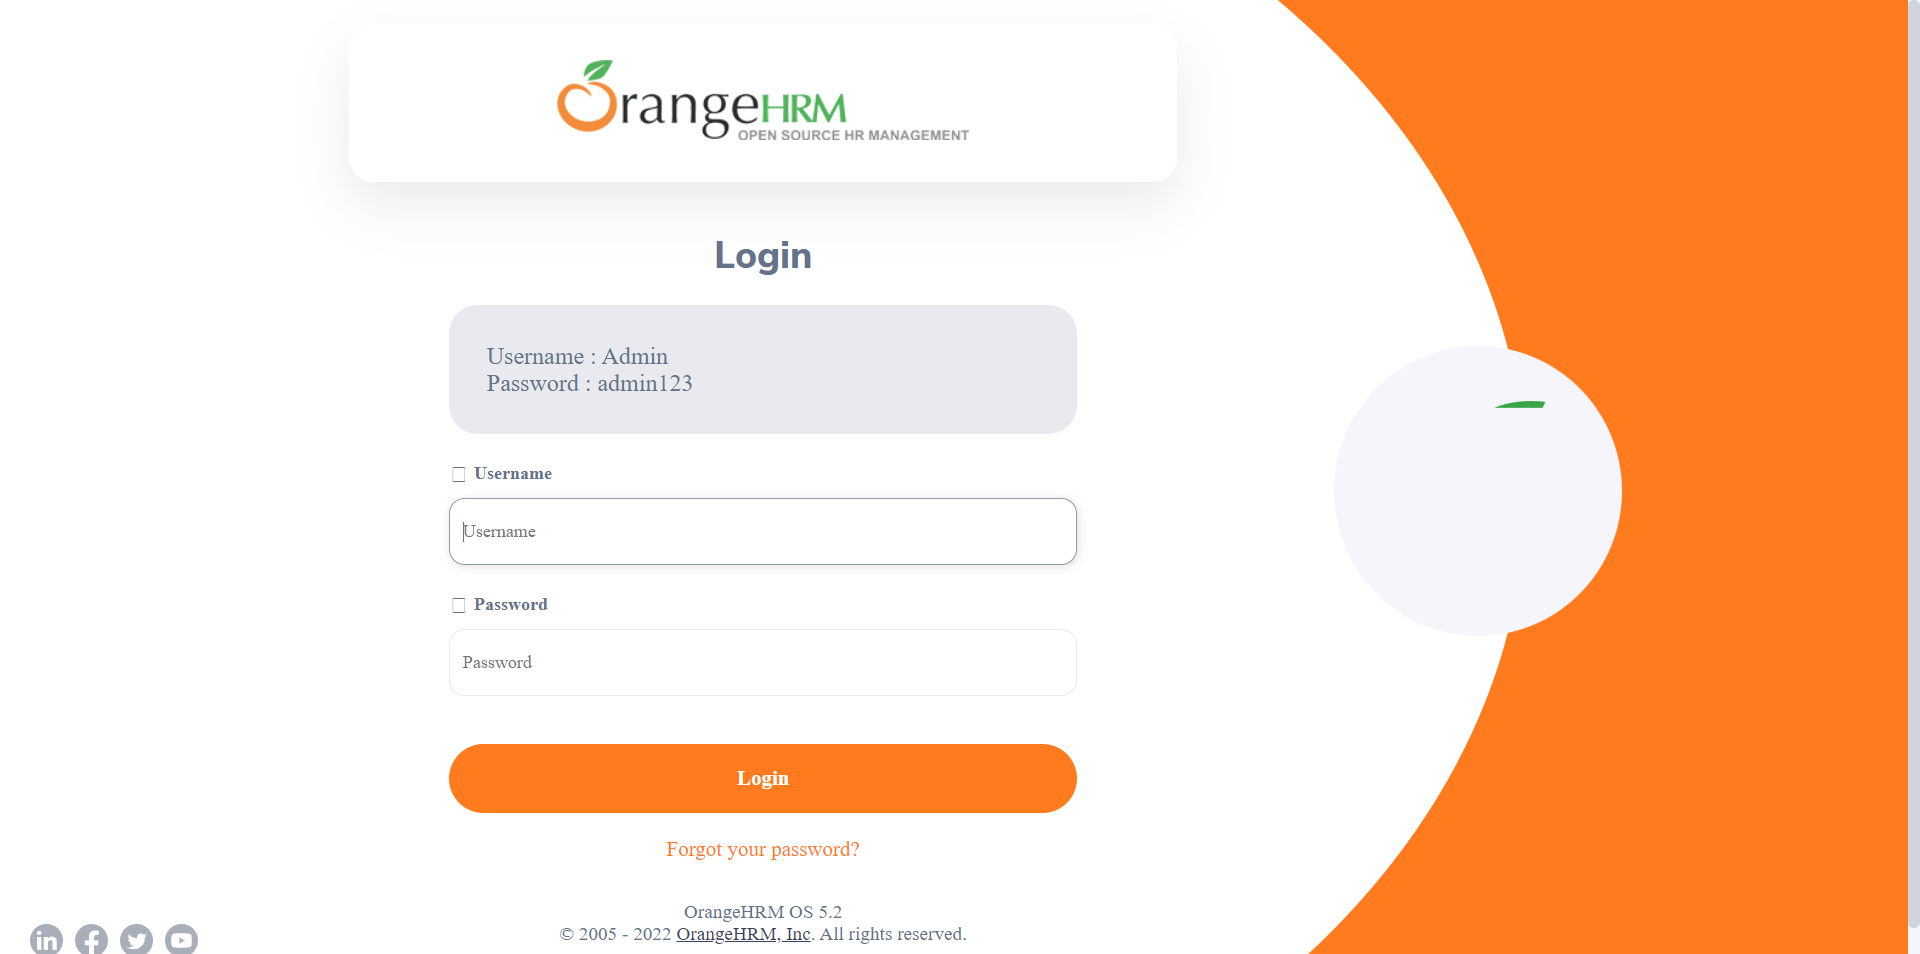 OrangeHRM
OPEN SOURCE HR MANAGEMENT
Login
Username : Admin
Password : admin123
Username
Username
Password
Password
Login
Forgot your password?
OrangeHRM OS 5.2
© 2005 - 2022 OrangeHRM, Inc. All rights reserved.
in